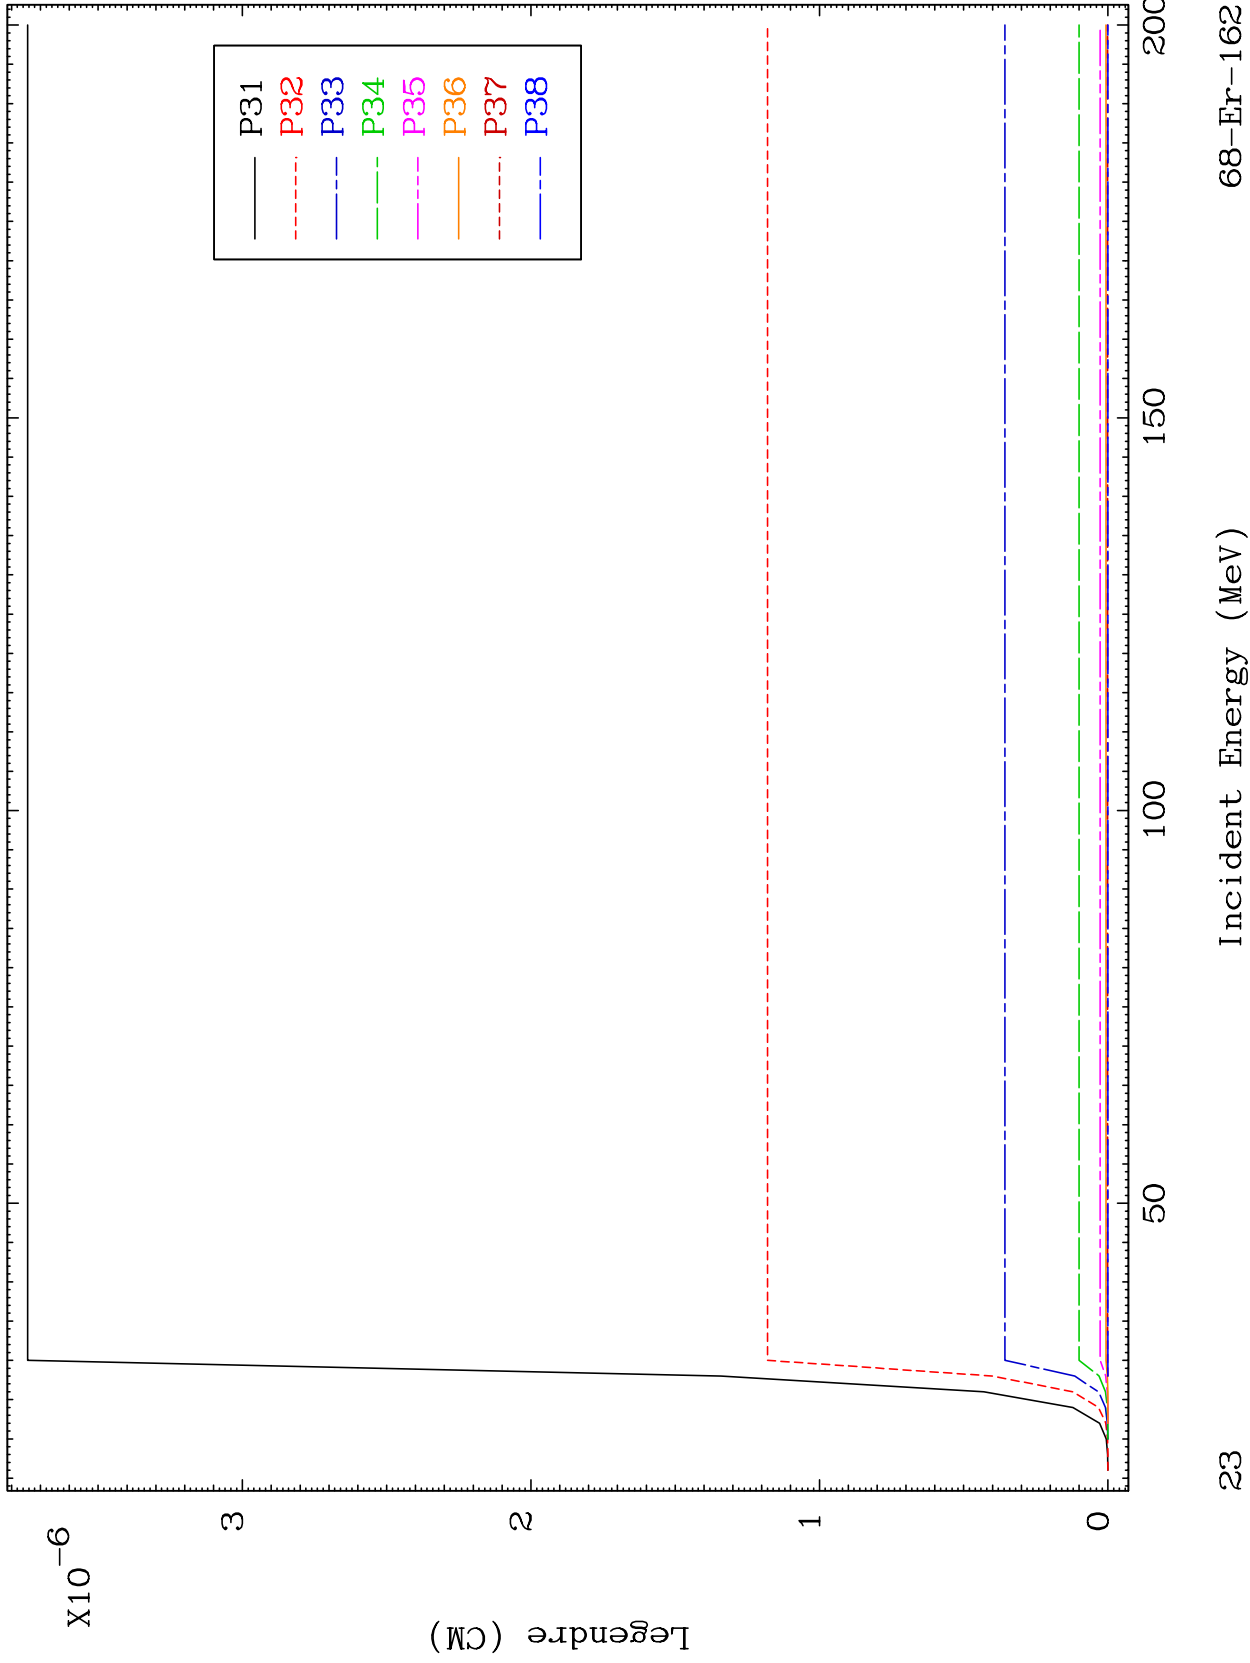 X10⁻⁶
3
2
1
0
Legendre (CM)
P31
P32
P33
P34
P35
P36
P37
P38
50
100
150
200
Incident Energy (MeV)
23
68-Er-162